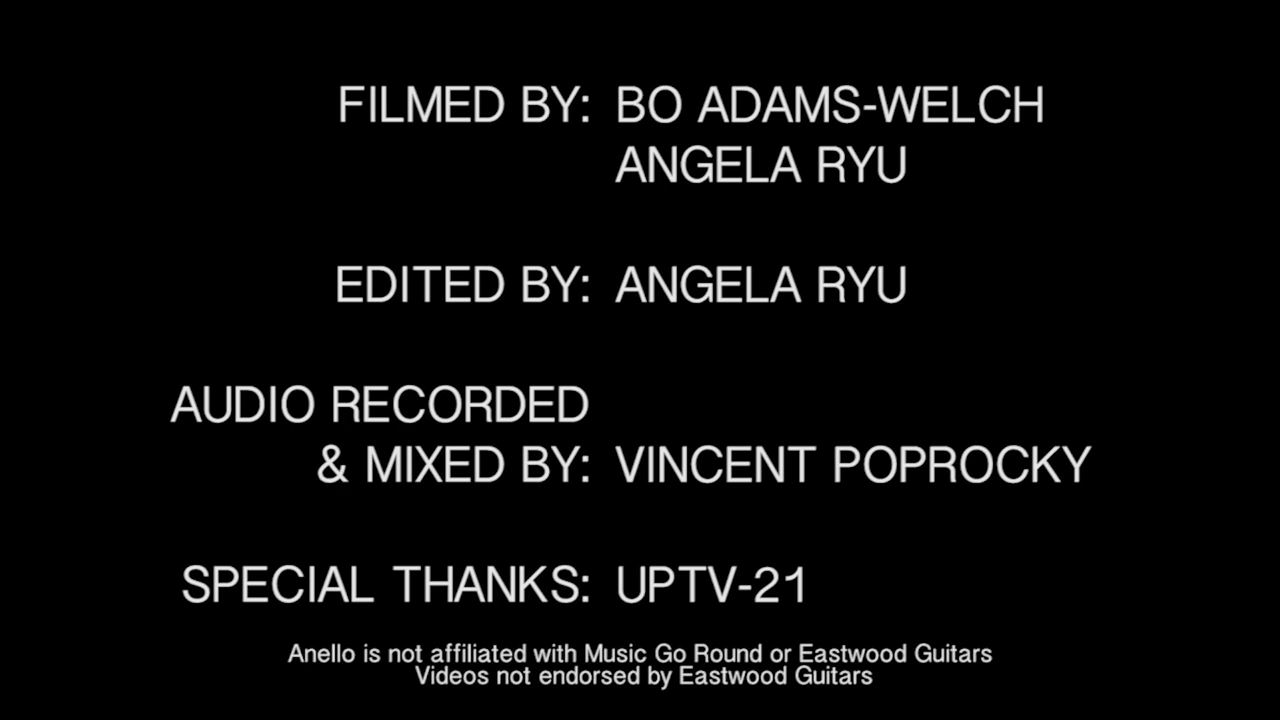 FILMED BY: BO ADAMS-WELCH
ANGELA RYU
EDITED BY: ANGELA RYU
AUDIO RECORDED
& MIXED BY: VINCENT POPROCKY
SPECIAL THANKS: UPTV-21
Anello is not affiliated with Music Go Round or Eastwood Guitars
Videos not endorsed by Eastwood Guitars